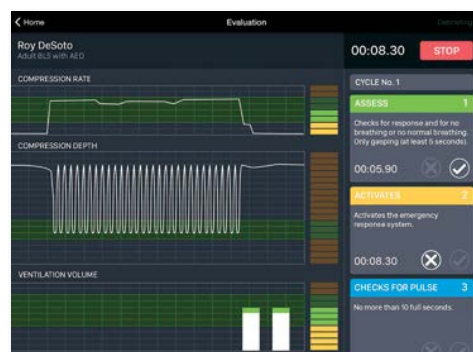 Home
Evaluation
Debriefing
Roy DeSoto
Adult BLS with AED
00:08.30
STOP
COMPRESSION RATE
COMPRESSION DEPTH
VENTILATION VOLUME
CYCLE No. 1
ASSESS 1
Checks for response and for no
breathing or no normal breathing.
Only gasping (at least 5 seconds).
00:05.90
ACTIVATES 2
Activates the emergency
response system.
00:08.30
CHECKS FOR PULSE 3
No more than 10 full seconds.